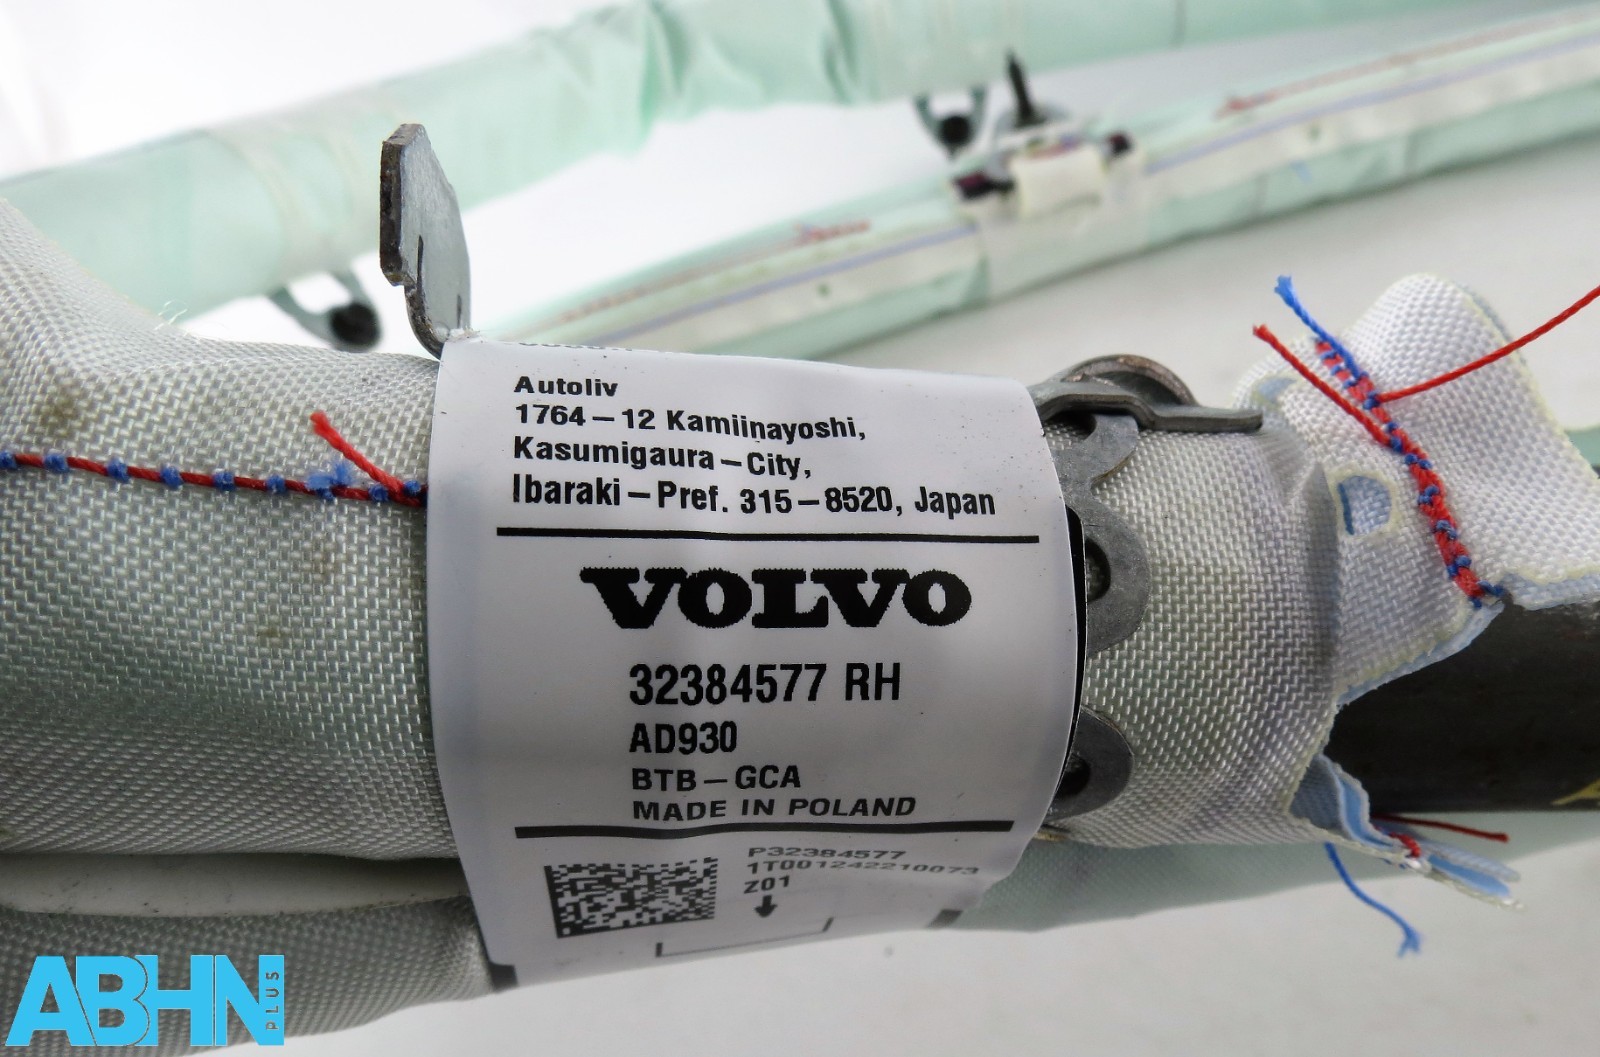 Autoliv
1764-12 Kamiinayoshi,
Kasumigaura-City,
Ibaraki-Pref. 315-8520, Japan
VOLVO
32384577 RH
AD930
BTB-GCA
MADE IN POLAND
P32384577
1T001242210073
Z01
ABHN
PLUS